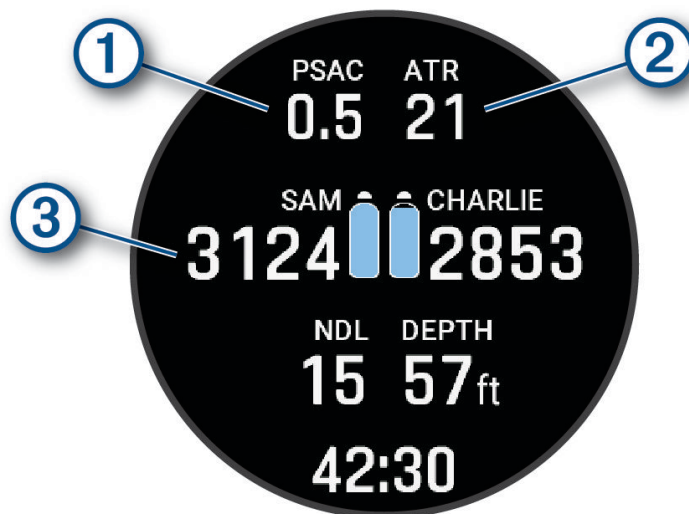 1
2
PSAC ATR
0.5 21
SAM CHARLIE
3
3124 2853
NDL DEPTH
15 57ft
42:30